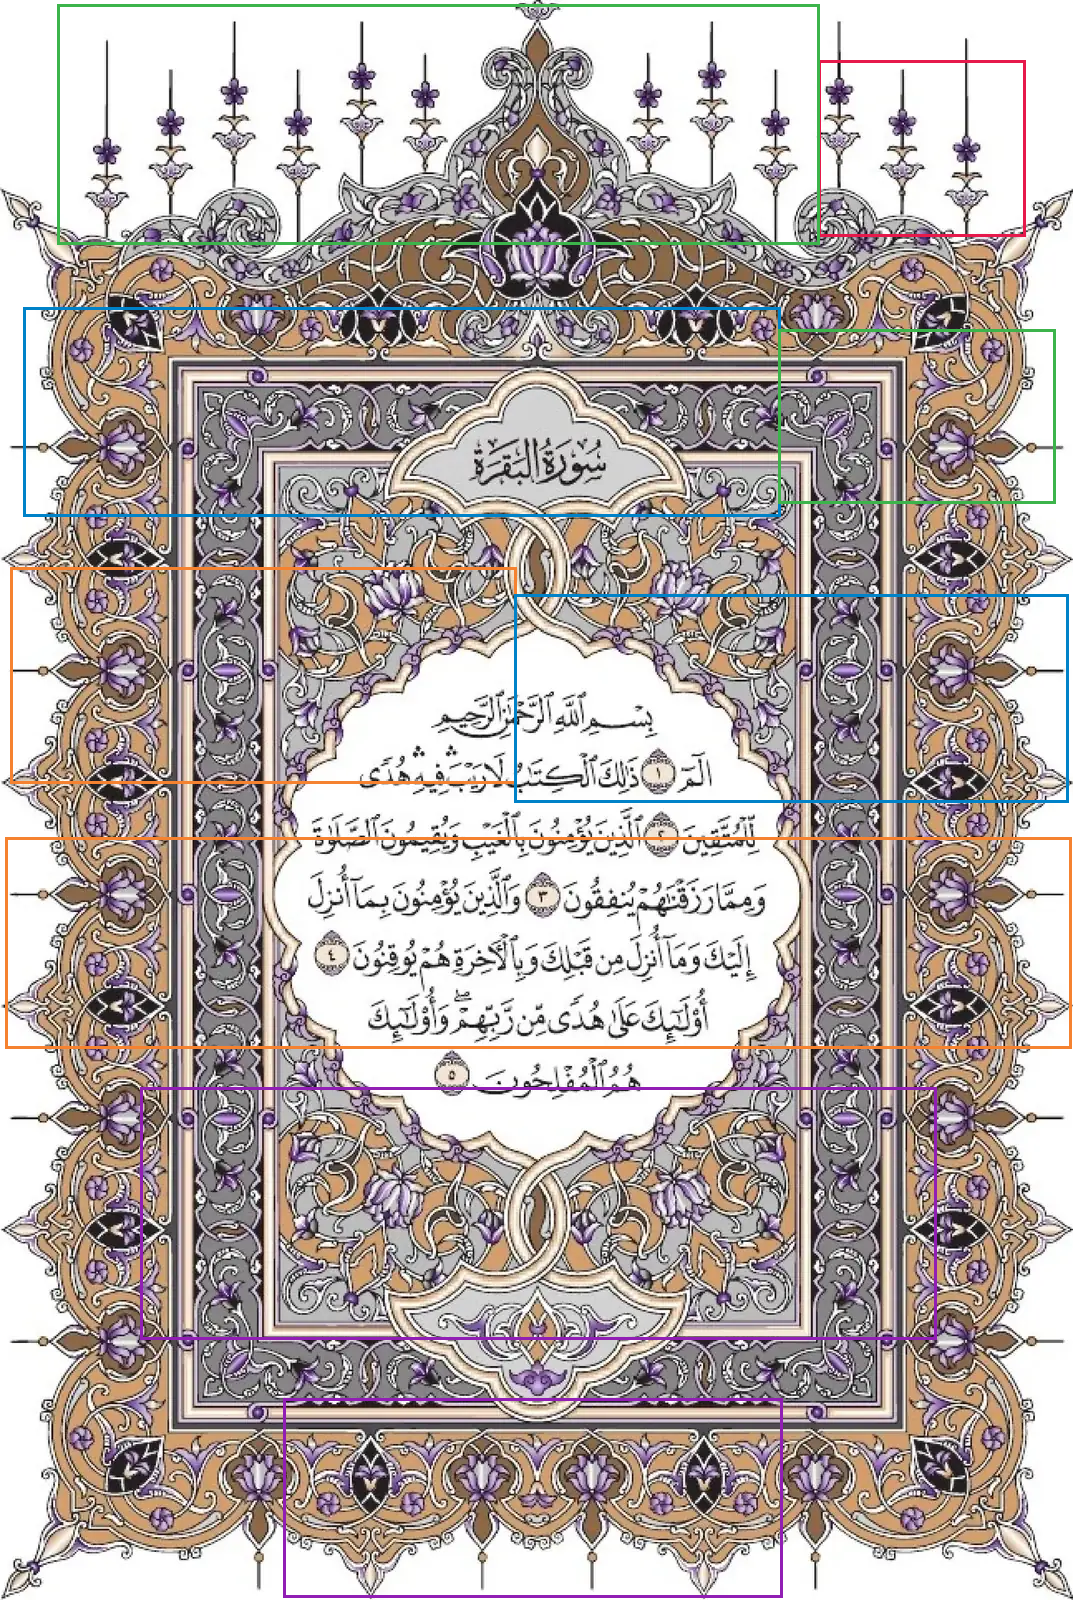 سُورَةُ البَقَرَةِ
بِسْمِ ٱللَّهِ ٱلرَّحْمَٰنِ ٱلرَّحِيمِ
الٓمٓ ١ ذَٰلِكَ ٱلْكِتَٰبُ لَا رَيْبَ ۛ فِيهِ ۛ هُدًى
لِّلْمُتَّقِينَ ٢ ٱلَّذِينَ يُؤْمِنُونَ بِٱلْغَيْبِ وَيُقِيمُونَ ٱلصَّلَوٰةَ
وَمِمَّا رَزَقْنَٰهُمْ يُنفِقُونَ ٣ وَٱلَّذِينَ يُؤْمِنُونَ بِمَآ أُنزِلَ
إِلَيْكَ وَمَآ أُنزِلَ مِن قَبْلِكَ وَبِٱلْءَاخِرَةِ هُمْ يُوقِنُونَ ٤
أُو۟لَٰٓئِكَ عَلَىٰ هُدًى مِّن رَّبِّهِمْ ۖ وَأُو۟لَٰٓئِكَ
هُمُ ٱلْمُفْلِحُونَ ٥